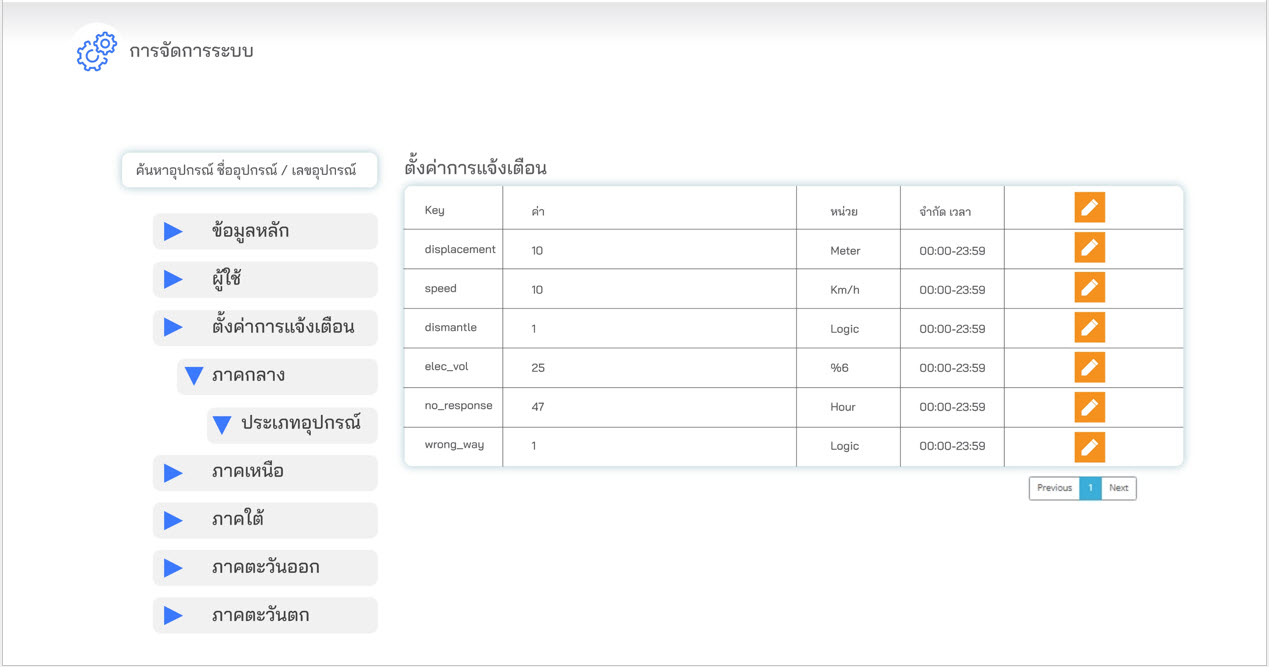 การจัดการระบบ
ค้นหาอุปกรณ์ ชื่ออุปกรณ์ / เลขอุปกรณ์
ข้อมูลหลัก
ผู้ใช้
ตั้งค่าการแจ้งเตือน
ภาคกลาง
ประเภทอุปกรณ์
ภาคเหนือ
ภาคใต้
ภาคตะวันออก
ภาคตะวันตก
ตั้งค่าการแจ้งเตือน
Key ค่า หน่วย จำกัด เวลา
displacement 10 Meter 00:00-23:59
speed 10 Km/h 00:00-23:59
dismantle 1 Logic 00:00-23:59
elec_vol 25 %6 00:00-23:59
no_response 47 Hour 00:00-23:59
wrong_way 1 Logic 00:00-23:59
Previous 1 Next